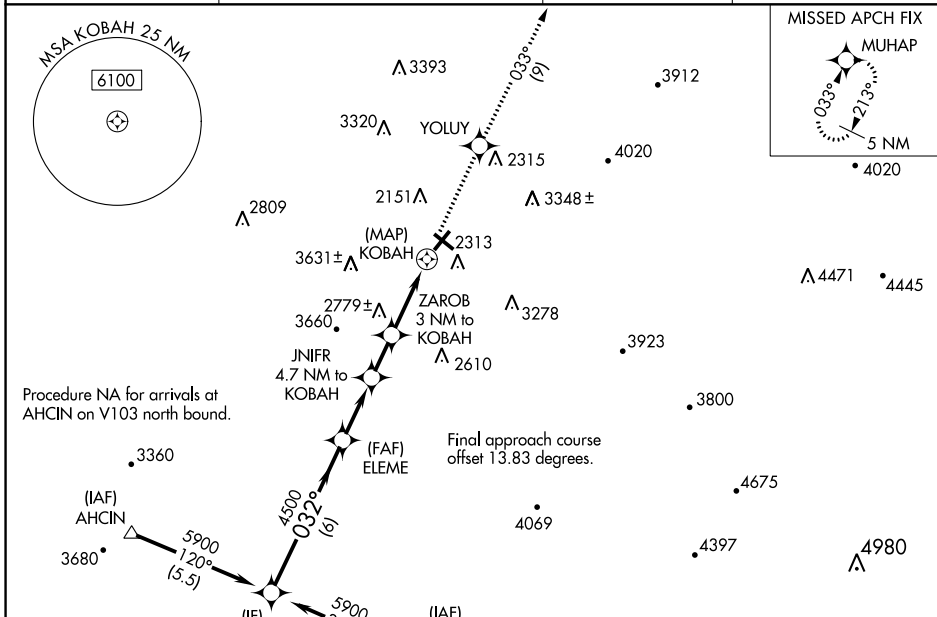 MSA KOBAH 25 NM
6100
3393
033°
(9)
3912
MISSED APCH FIX
MUHAP
033°
213°
5 NM
3320
YOLUY
2315
4020
4020
2151
3348 ±
2809
(MAP)
KOBAH
2313
3631±
4471
4445
2779±
ZAROB
3 NM to
KOBAH
3278
3660
3923
JNIFR
4.7 NM to
KOBAH
2610
Procedure NA for arrivals at
AHCIN on V103 north bound.
3800
(FAF)
ELEME
Final approach course
offset 13.83 degrees.
3360
4675
(IAF)
AHCIN
4500
032°
(6)
4069
3680
5900
120°
(5.5)
4397
4980
5900
(IAF)
(IF)